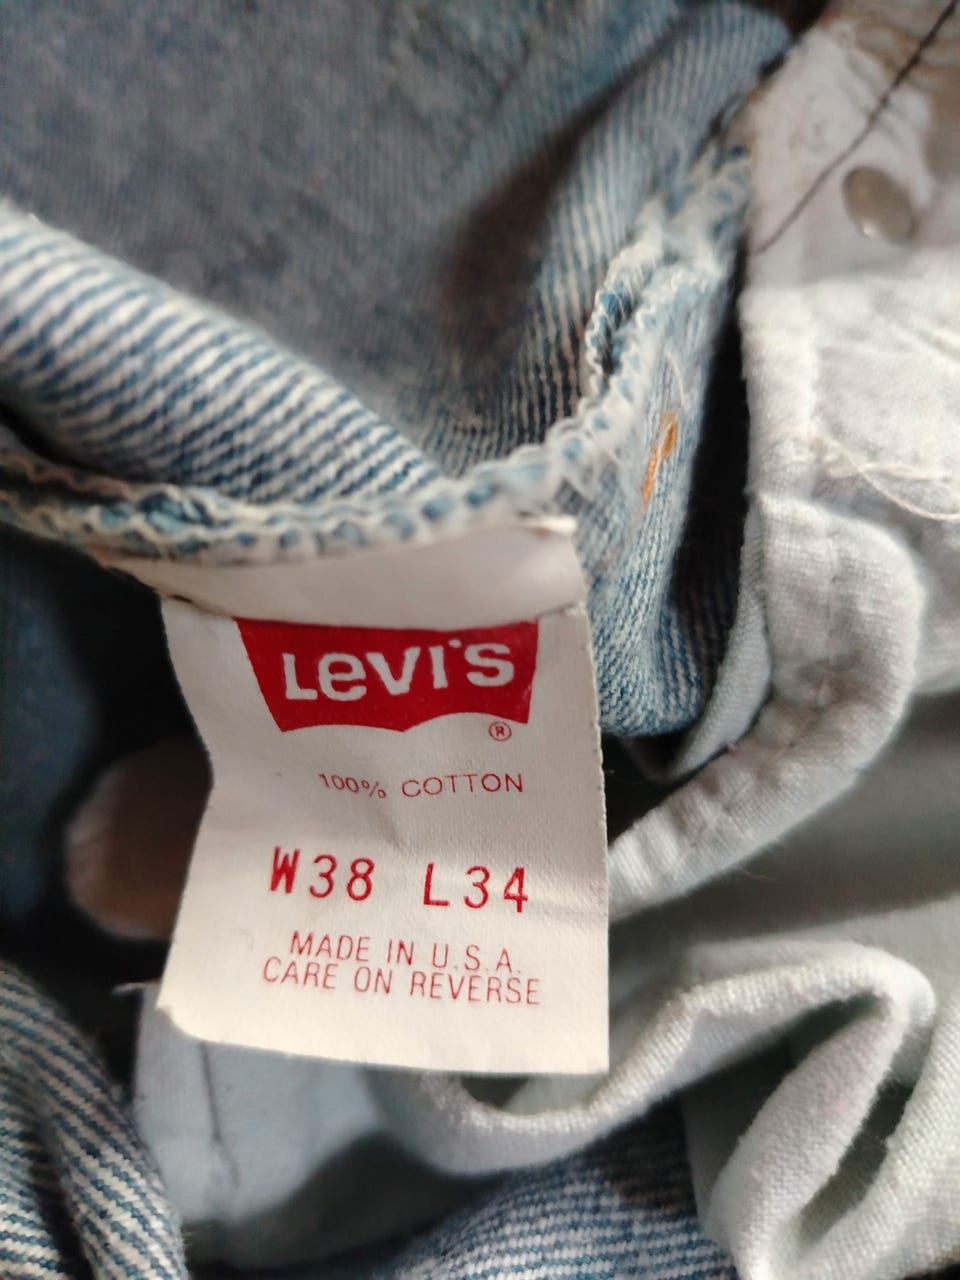 LEVI'S
®
100% COTTON
W38 L34
MADE IN U.S.A.
CARE ON REVERSE